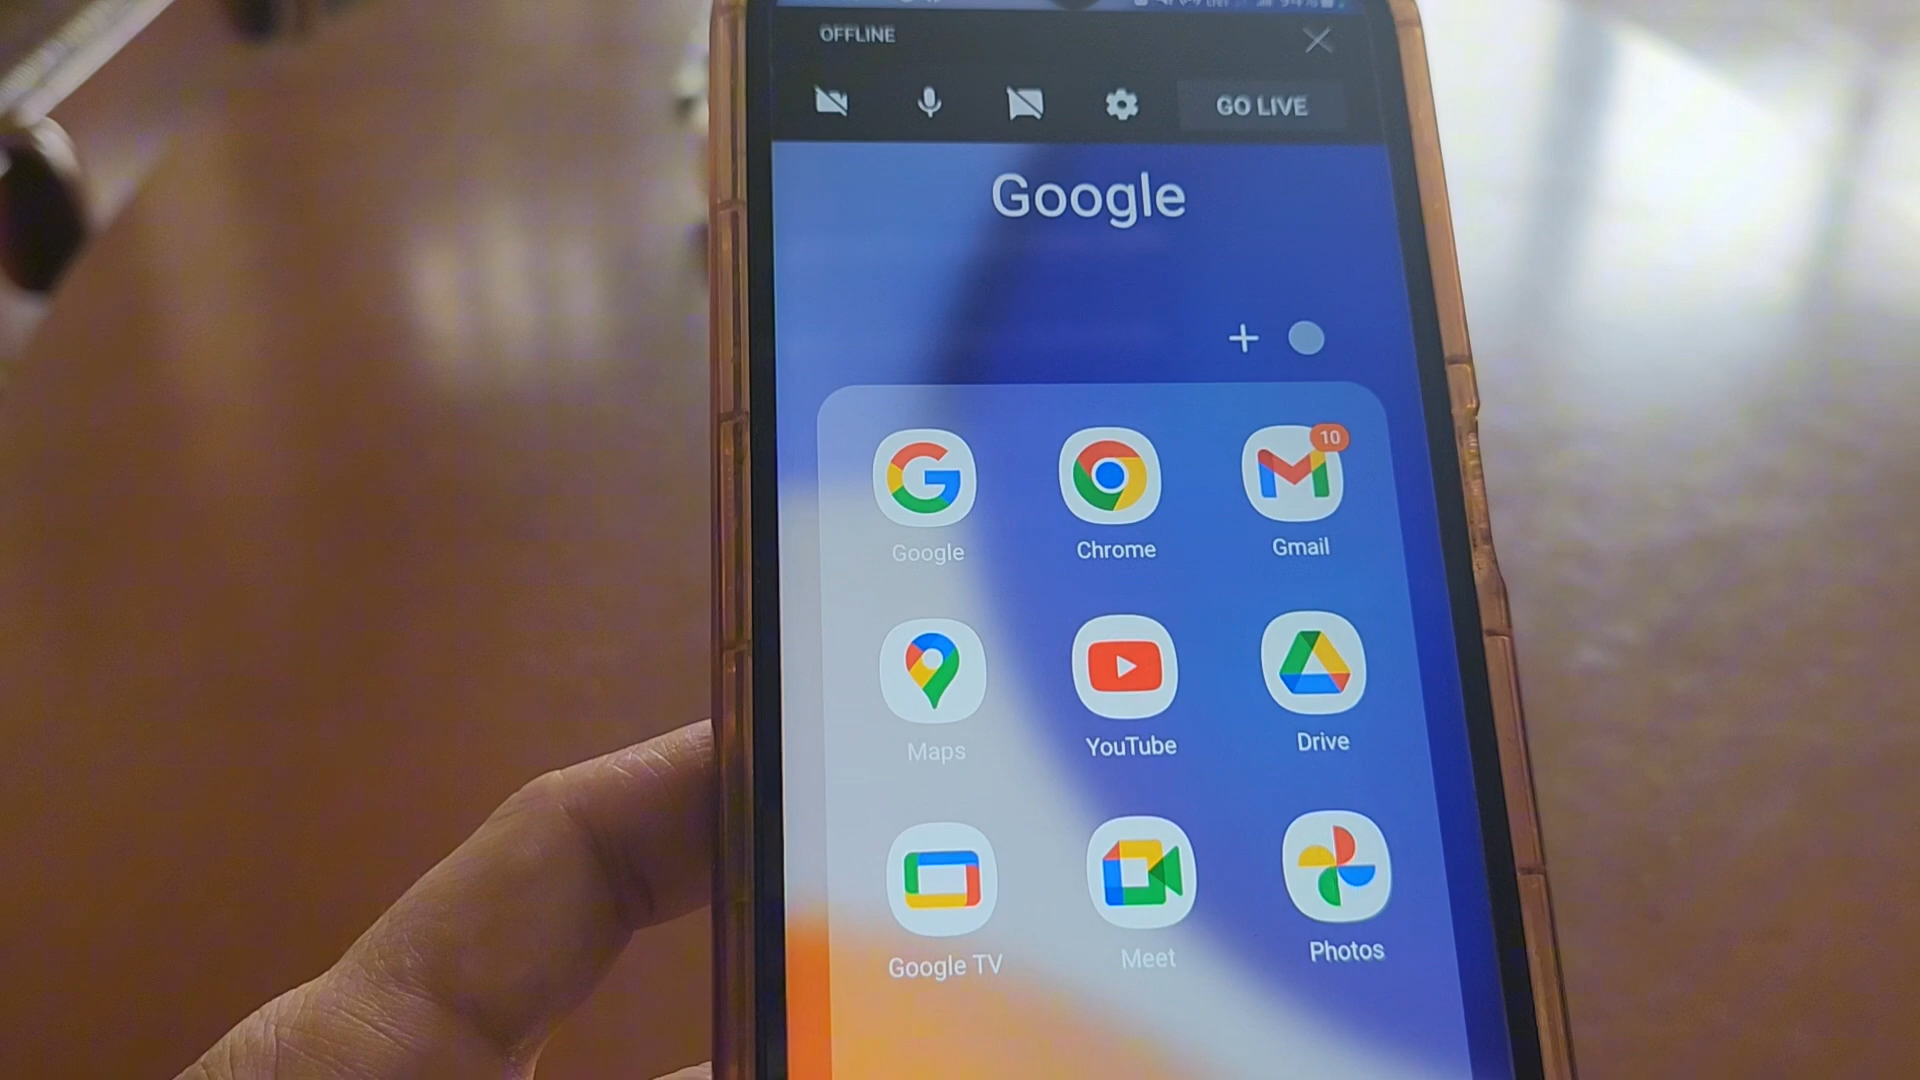 OFFLINE
GO LIVE
Google
10
Google Chrome Gmail
Maps YouTube Drive
Google TV Meet Photos